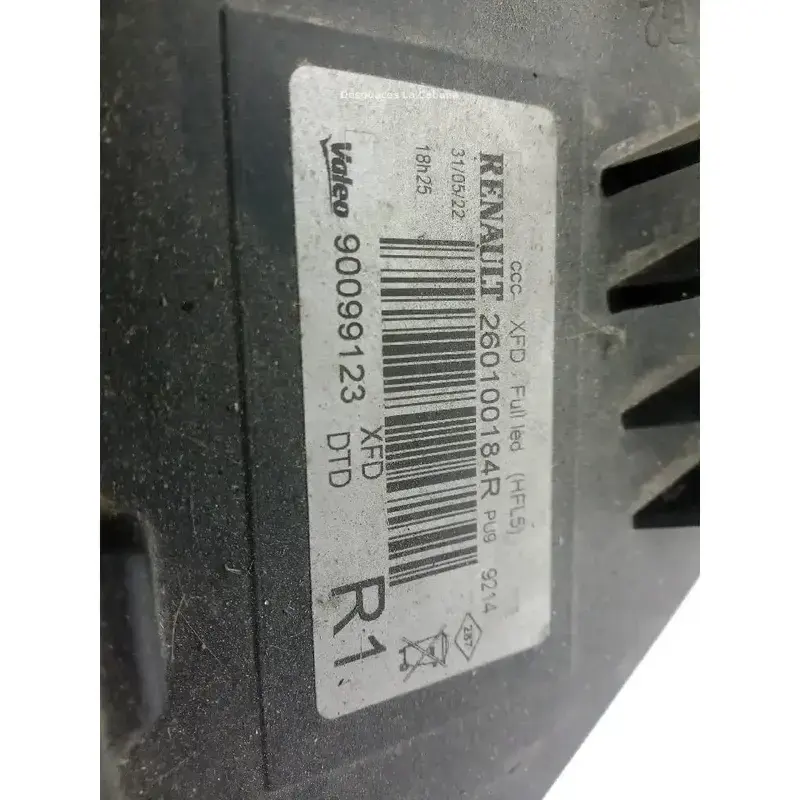 Desguaces La Cabaña
CCC XFD Full led (HFL5)
RENAULT 260100184R PU9 9214
31/05/22
18h25
287
Valeo 90099123 XFD
DTD
R1